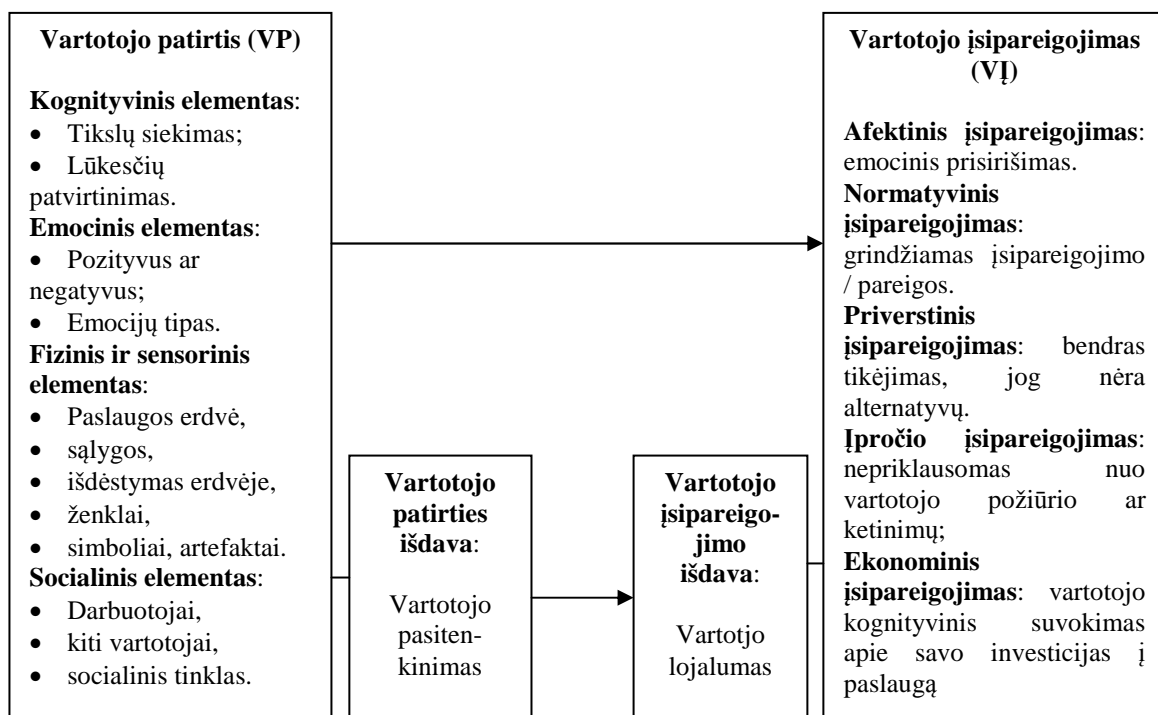 Vartotojo patirtis (VP)
Kognityvinis elementas:
• Tikslų siekimas;
• Lūkesčių
patvirtinimas.
Emocinis elementas:
• Pozityvus ar
negatyvus;
• Emocijų tipas.
Fizinis ir sensorinis
elementas:
• Paslaugos erdvė,
• sąlygos,
• išdėstymas erdvėje,
• ženklai,
• simboliai, artefaktai.
Socialinis elementas:
• Darbuotojai,
• kiti vartotojai,
• socialinis tinklas.
Vartotojo
patirties
išdava:
Vartotojo
pasiten-
kinimas
Vartotojo
įsipareigo-
jimo
išdava:
Vartotjo
lojalumas
Vartotojo įsipareigojimas
(VĮ)
Afektinis įsipareigojimas:
emocinis prisirišimas.
Normatyvinis
įsipareigojimas:
grindžiamas įsipareigojimo
/ pareigos.
Priverstinis
įsipareigojimas: bendras
tikėjimas, jog nėra
alternatyvų.
Įpročio įsipareigojimas:
nepriklausomas nuo
vartotojo požiūrio ar
ketinimų;
Ekonominis
įsipareigojimas: vartotojo
kognityvinis suvokimas
apie savo investicijas į
paslaugą